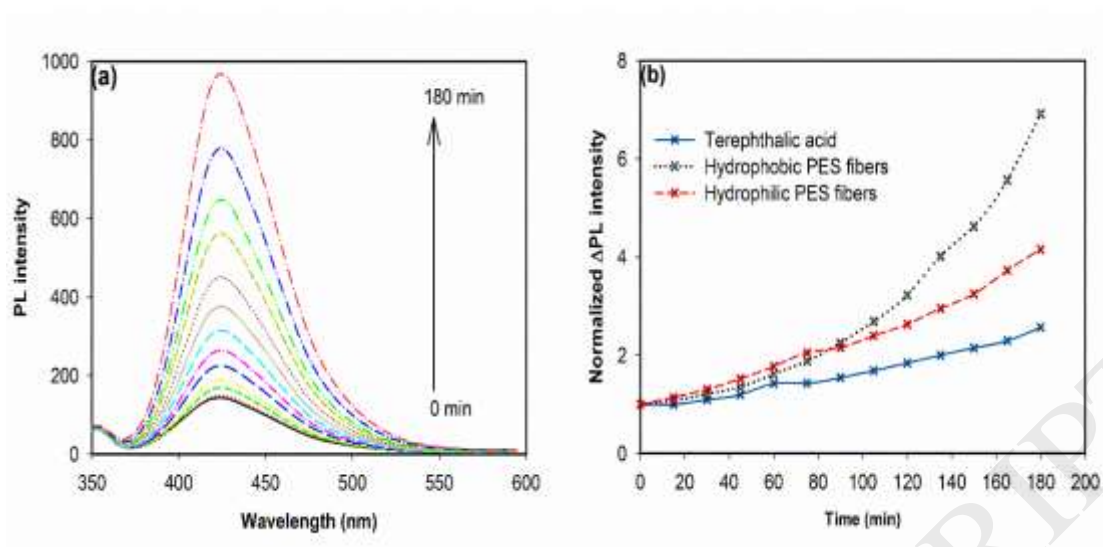 (a)
PL intensity
1000
800
600
400
200
0
180 min
0 min
350 400 450 500 550 600
Wavelength (nm)
(b)
Normalized ΔPL intensity
8
6
4
2
0
Terephthalic acid
Hydrophobic PES fibers
Hydrophilic PES fibers
0 20 40 60 80 100 120 140 160 180 200
Time (min)
RIPT